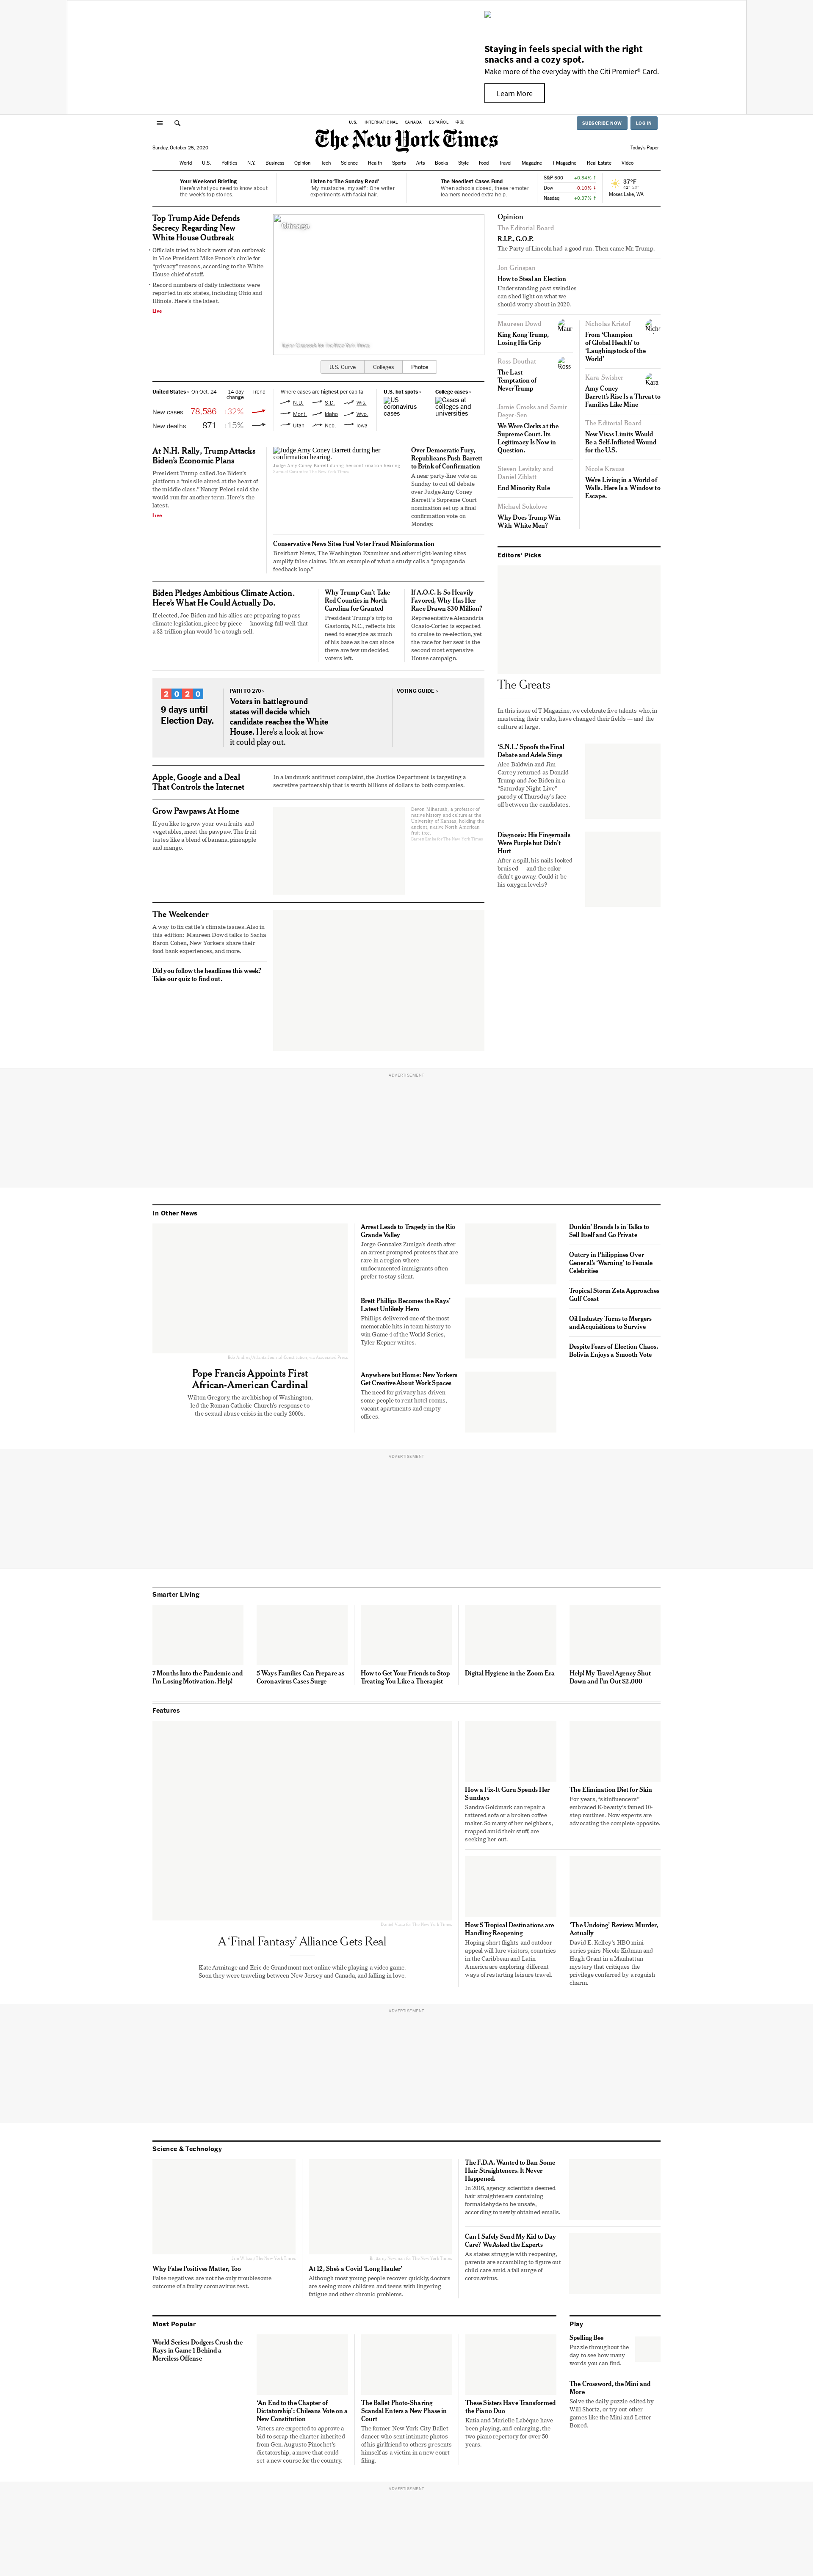 Staying in feels special with the right
snacks and a cozy spot.
Make more of the everyday with the Citi Premier® Card.
Learn More
U.S. INTERNATIONAL CANADA ESPAÑOL 中文
SUBSCRIBE NOW
LOG IN
The New York Times
Sunday, October 25, 2020
Today's Paper
World U.S. Politics N.Y. Business Opinion Tech Science Health Sports Arts Books Style Food Travel Magazine T Magazine Real Estate Video
Your Weekend Briefing
Here's what you need to know about
the week's top stories.
Listen to 'The Sunday Read'
'My mustache, my self': One writer
experiments with facial hair.
The Neediest Cases Fund
When schools closed, these remote
learners needed extra help.
S&P 500 +0.34% ↑
Dow -0.10% ↓
Nasdaq +0.37% ↑
37°F
Moses Lake, WA
Top Trump Aide Defends
Secrecy Regarding New
White House Outbreak
• Officials tried to block news of an outbreak
in Vice President Mike Pence's circle for
"privacy" reasons, according to the White
House chief of staff.
• Record numbers of daily infections were
reported in six states, including Ohio and
Illinois. Here's the latest.
Live
Chicago
Taylor Glascock for The New York Times
U.S. Curve
Colleges
Photos
United States › On Oct. 24 14-day Trend
change
New cases 78,586 +32%
New deaths 871 +15%
Where cases are highest per capita
N.D. S.D. Wis.
Mont. Idaho Wyo.
Utah Neb. Iowa
U.S. hot spots ›
US
coronavirus
cases
College cases ›
Cases at
colleges and
universities
At N.H. Rally, Trump Attacks
Biden's Economic Plans
President Trump called Joe Biden's
platform a "missile aimed at the heart of
the middle class." Nancy Pelosi said she
would run for another term. Here's the
latest.
Live
Judge Amy Coney Barrett during her
confirmation hearing.
Judge Amy Coney Barrett during her confirmation hearing.
Samuel Corum for The New York Times
Over Democratic Fury,
Republicans Push Barrett
to Brink of Confirmation
A near party-line vote on
Sunday to cut off debate
over Judge Amy Coney
Barrett's Supreme Court
nomination set up a final
confirmation vote on
Monday.
Conservative News Sites Fuel Voter Fraud Misinformation
Breitbart News, The Washington Examiner and other right-leaning sites
amplify false claims. It's an example of what a study calls a "propaganda
feedback loop."
Biden Pledges Ambitious Climate Action.
Here's What He Could Actually Do.
If elected, Joe Biden and his allies are preparing to pass
climate legislation, piece by piece — knowing full well that
a $2 trillion plan would be a tough sell.
Why Trump Can't Take
Red Counties in North
Carolina for Granted
President Trump's trip to
Gastonia, N.C., reflects his
need to energize as much
of his base as he can since
there are few undecided
voters left.
If A.O.C. Is So Heavily
Favored, Why Has Her
Race Drawn $30 Million?
Representative Alexandria
Ocasio-Cortez is expected
to cruise to re-election, yet
the race for her seat is the
second most expensive
House campaign.
2020
9 days until
Election Day.
PATH TO 270 ›
Voters in battleground
states will decide which
candidate reaches the White
House. Here's a look at how
it could play out.
VOTING GUIDE ›
Apple, Google and a Deal
That Controls the Internet
In a landmark antitrust complaint, the Justice Department is targeting a
secretive partnership that is worth billions of dollars to both companies.
Grow Pawpaws At Home
If you like to grow your own fruits and
vegetables, meet the pawpaw. The fruit
tastes like a blend of banana, pineapple
and mango.
Devon Mihesuah, a professor of
native history and culture at the
University of Kansas, holding the
ancient, native North American
fruit tree.
The Weekender
A way to fix cattle's climate issues. Also in
this edition: Maureen Dowd talks to Sacha
Baron Cohen, New Yorkers share their
food bank experiences, and more.
Did you follow the headlines this week?
Take our quiz to find out.
Opinion
The Editorial Board
R.I.P., G.O.P.
The Party of Lincoln had a good run. Then came Mr. Trump.
Jon Grinspan
How to Steal an Election
Understanding past swindles
can shed light on what we
should worry about in 2020.
Maureen Dowd
King Kong Trump,
Losing His Grip
Maur
Ross Douthat
The Last
Temptation of
NeverTrump
Ross
Jamie Crooks and Samir
Deger-Sen
We Were Clerks at the
Supreme Court. Its
Legitimacy Is Now in
Question.
Steven Levitsky and
Daniel Ziblatt
End Minority Rule
Michael Sokolove
Why Does Trump Win
With White Men?
Nicholas Kristof
From 'Champion
of Global Health' to
'Laughingstock of the
World'
Nicho
Kara Swisher
Amy Coney
Barrett's Rise Is a Threat to
Families Like Mine
Kara
The Editorial Board
New Visas Limits Would
Be a Self-Inflicted Wound
for the U.S.
Nicole Krauss
We're Living in a World of
Walls. Here Is a Window to
Escape.
Editors' Picks
The Greats
In this issue of T Magazine, we celebrate five talents who, in
mastering their crafts, have changed their fields — and the
culture at large.
'S.N.L.' Spoofs the Final
Debate and Adele Sings
Alec Baldwin and Jim
Carrey returned as Donald
Trump and Joe Biden in a
"Saturday Night Live"
parody of Thursday's face-
off between the candidates.
Diagnosis: His Fingernails
Were Purple but Didn't
Hurt
After a spill, his nails looked
bruised — and the color
didn't go away. Could it be
his oxygen levels?
ADVERTISEMENT
In Other News
Pope Francis Appoints First
African-American Cardinal
Wilton Gregory, the archbishop of Washington,
led the Roman Catholic Church's response to
the sexual abuse crisis in the early 2000s.
Arrest Leads to Tragedy in the Rio
Grande Valley
Jorge Gonzalez Zuniga's death after
an arrest prompted protests that are
rare in a region where
undocumented immigrants often
prefer to stay silent.
Brett Phillips Becomes the Rays'
Latest Unlikely Hero
Phillips delivered one of the most
memorable hits in team history to
win Game 4 of the World Series,
Tyler Kepner writes.
Anywhere but Home: New Yorkers
Get Creative About Work Spaces
The need for privacy has driven
some people to rent hotel rooms,
vacant apartments and empty
offices.
Dunkin' Brands Is in Talks to
Sell Itself and Go Private
Outcry in Philippines Over
General's 'Warning' to Female
Celebrities
Tropical Storm Zeta Approaches
Gulf Coast
Oil Industry Turns to Mergers
and Acquisitions to Survive
Despite Fears of Election Chaos,
Bolivia Enjoys a Smooth Vote
ADVERTISEMENT
Smarter Living
7 Months Into the Pandemic and
I'm Losing Motivation. Help!
5 Ways Families Can Prepare as
Coronavirus Cases Surge
How to Get Your Friends to Stop
Treating You Like a Therapist
Digital Hygiene in the Zoom Era
Help! My Travel Agency Shut
Down and I'm Out $2,000
Features
A 'Final Fantasy' Alliance Gets Real
Kate Armitage and Eric de Grandmont met online while playing a video game.
Soon they were traveling between New Jersey and Canada, and falling in love.
How a Fix-It Guru Spends Her
Sundays
Sandra Goldmark can repair a
tattered sofa or a broken coffee
maker. So many of her neighbors,
trapped amid their stuff, are
seeking her out.
The Elimination Diet for Skin
For years, "skinfluencers"
embraced K-beauty's famed 10-
step routines. Now experts are
advocating the complete opposite.
How 5 Tropical Destinations are
Handling Reopening
Hoping short flights and outdoor
appeal will lure visitors, countries
in the Caribbean and Latin
America are exploring different
ways of restarting leisure travel.
'The Undoing' Review: Murder,
Actually
David E. Kelley's HBO mini-
series pairs Nicole Kidman and
Hugh Grant in a Manhattan
mystery that critiques the
privilege conferred by a roguish
charm.
ADVERTISEMENT
Science & Technology
Why False Positives Matter, Too
False negatives are not the only troublesome
outcome of a faulty coronavirus test.
At 12, She's a Covid 'Long Hauler'
Although most young people recover quickly, doctors
are seeing more children and teens with lingering
fatigue and other chronic problems.
The F.D.A. Wanted to Ban Some
Hair Straighteners. It Never
Happened.
In 2016, agency scientists deemed
hair straighteners containing
formaldehyde to be unsafe,
according to newly obtained emails.
Can I Safely Send My Kid to Day
Care? We Asked the Experts
As states struggle with reopening,
parents are scrambling to figure out
child care amid a fall surge of
coronavirus.
Most Popular
World Series: Dodgers Crush the
Rays in Game 1 Behind a
Merciless Offense
'An End to the Chapter of
Dictatorship': Chileans Vote on a
New Constitution
Voters are expected to approve a
bid to scrap the charter inherited
from Gen. Augusto Pinochet's
dictatorship, a move that could
set a new course for the country.
The Ballet Photo-Sharing
Scandal Enters a New Phase in
Court
The former New York City Ballet
dancer who sent intimate photos
of his girlfriend to others presents
himself as a victim in a new court
filing.
These Sisters Have Transformed
the Piano Duo
Katia and Marielle Labèque have
been playing, and enlarging, the
two-piano repertory for over 50
years.
Play
Spelling Bee
Puzzle throughout the
day to see how many
words you can find.
The Crossword, the Mini and
More
Solve the daily puzzle edited by
Will Shortz, or try out other
games like the Mini and Letter
Boxed.
ADVERTISEMENT